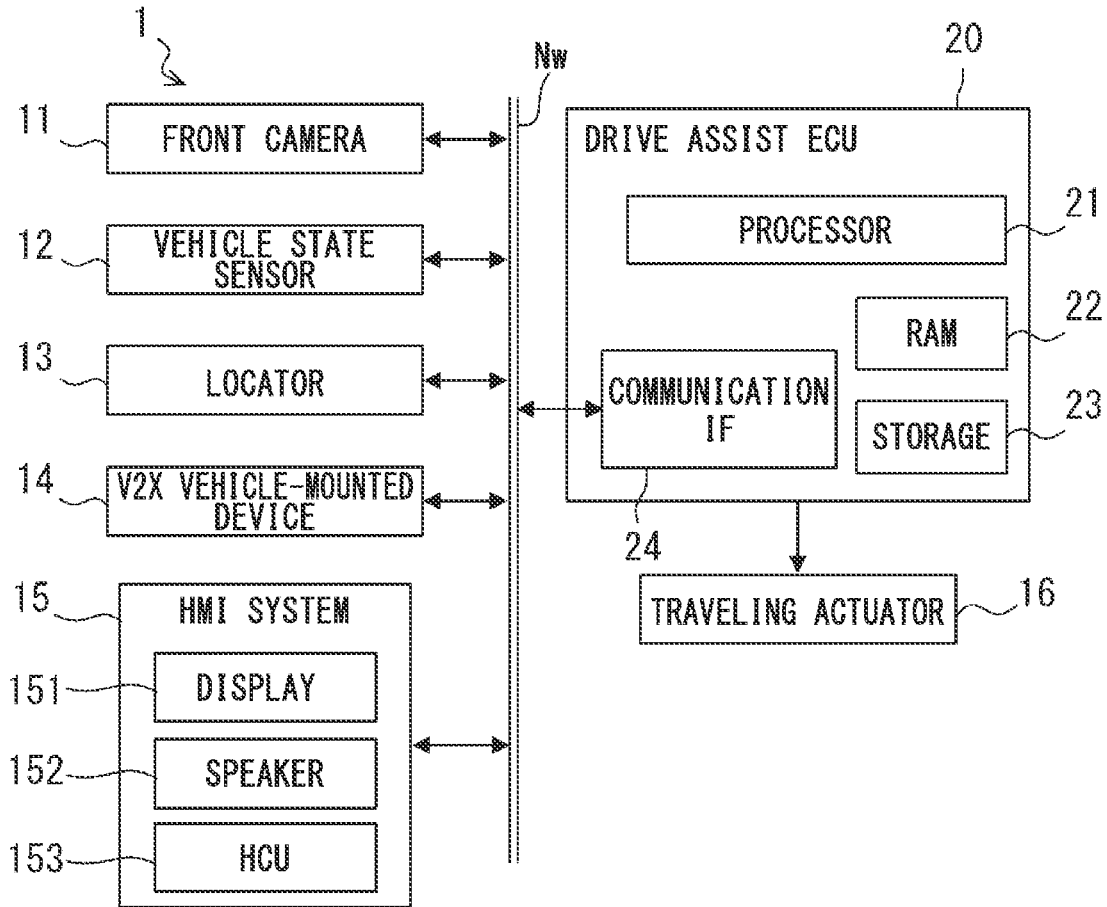 1
Nw
20
11
FRONT CAMERA
DRIVE ASSIST ECU
21
PROCESSOR
12
VEHICLE STATE
SENSOR
22
RAM
13
LOCATOR
COMMUNICATION
IF
23
STORAGE
14
V2X VEHICLE-MOUNTED
DEVICE
24
15
HMI SYSTEM
16
TRAVELING ACTUATOR
151
DISPLAY
152
SPEAKER
153
HCU